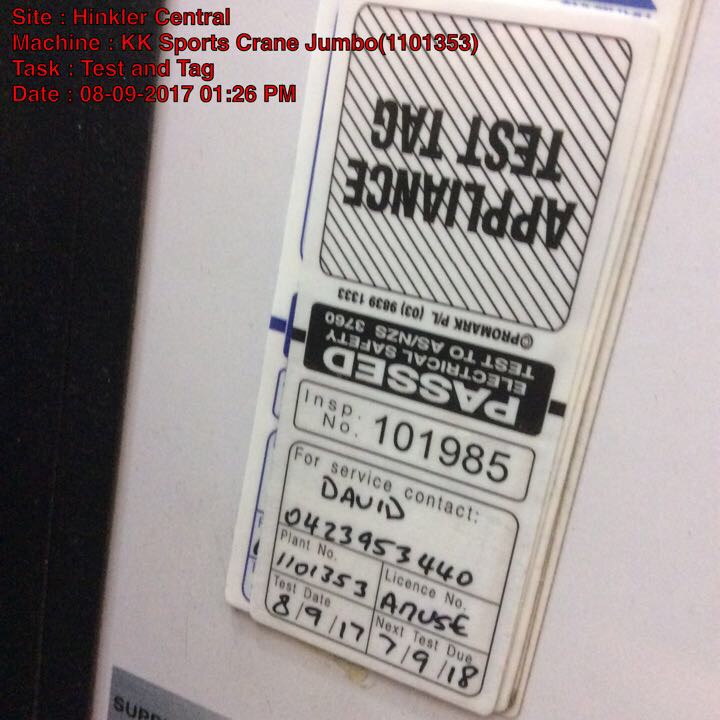 Site : Hinkler Central
Machine : KK Sports Crane Jumbo(1101353)
Task : Test and Tag
Date : 08-09-2017 01:26 PM
APPLIANCE
TEST TAG
©PROMARK P/L (03) 9839 1333
PASSED
ELECTRICAL SAFETY
TEST TO AS/NZS 3760
Insp. No. 101985
For service contact:
DAVID
0423953440
Plant No.
1101353
Licence No.
AMUSE
Test Date
8/9/17
Next Test Due
7/9/18